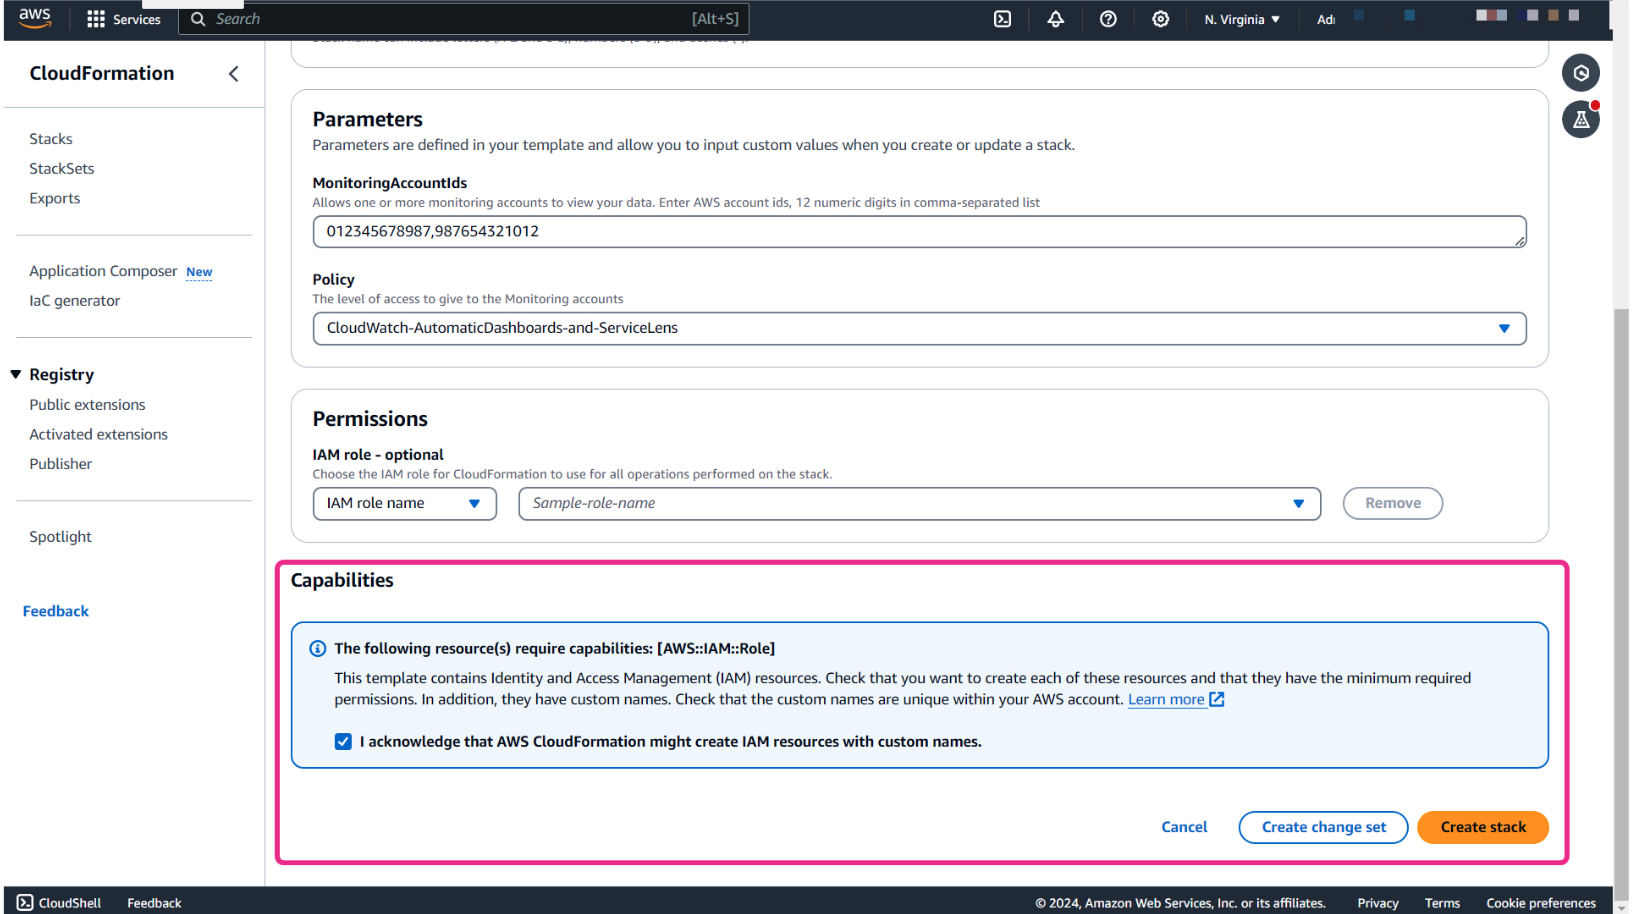 aws
Services
Search
[Alt+S]
N. Virginia
CloudFormation
Stacks
StackSets
Exports
Application Composer New
IaC generator
Registry
Public extensions
Activated extensions
Publisher
Spotlight
Feedback
Parameters
Parameters are defined in your template and allow you to input custom values when you create or update a stack.
MonitoringAccountIds
Allows one or more monitoring accounts to view your data. Enter AWS account ids, 12 numeric digits in comma-separated list
012345678987,987654321012
Policy
The level of access to give to the Monitoring accounts
CloudWatch-AutomaticDashboards-and-ServiceLens
Permissions
IAM role - optional
Choose the IAM role for CloudFormation to use for all operations performed on the stack.
IAM role name
Sample-role-name
Remove
Capabilities
The following resource(s) require capabilities: [AWS::IAM::Role]
This template contains Identity and Access Management (IAM) resources. Check that you want to create each of these resources and that they have the minimum required
permissions. In addition, they have custom names. Check that the custom names are unique within your AWS account. Learn more
I acknowledge that AWS CloudFormation might create IAM resources with custom names.
Cancel
Create change set
Create stack
CloudShell
Feedback
© 2024, Amazon Web Services, Inc. or its affiliates.
Privacy
Terms
Cookie preferences